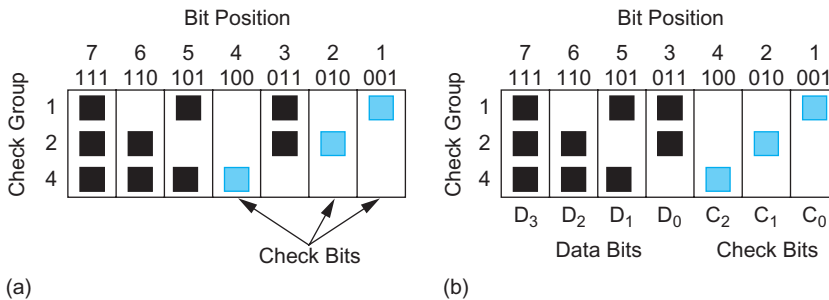 Bit Position
7 6 5 4 3 2 1
111 110 101 100 011 010 001
Check Group
1
2
4
Check Bits
(a)
Bit Position
7 6 5 3 4 2 1
111 110 101 011 100 010 001
Check Group
1
2
4
D3 D2 D1 D0 C2 C1 C0
Data Bits Check Bits
(b)